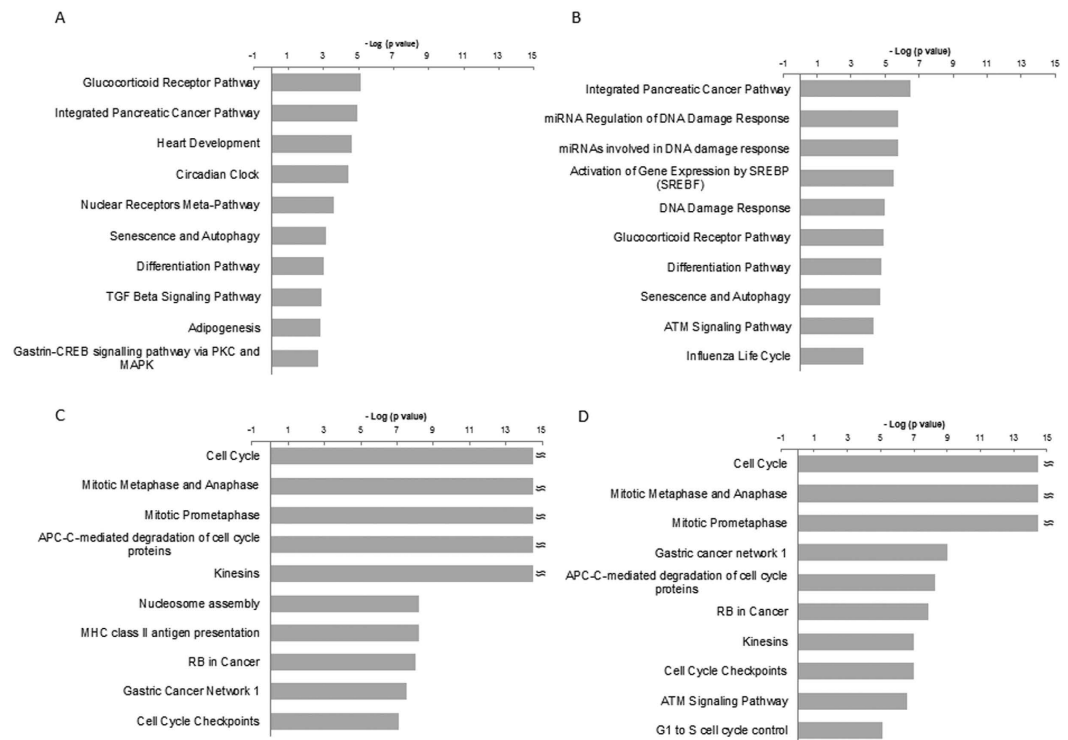 A
- Log (p value)
-1 1 3 5 7 9 11 13 15
Glucocorticoid Receptor Pathway
Integrated Pancreatic Cancer Pathway
Heart Development
Circadian Clock
Nuclear Receptors Meta-Pathway
Senescence and Autophagy
Differentiation Pathway
TGF Beta Signaling Pathway
Adipogenesis
Gastrin-CREB signalling pathway via PKC and
MAPK
B
- Log (p value)
-1 1 3 5 7 9 11 13 15
Integrated Pancreatic Cancer Pathway
miRNA Regulation of DNA Damage Response
miRNAs involved in DNA damage response
Activation of Gene Expression by SREBP
(SREBF)
DNA Damage Response
Glucocorticoid Receptor Pathway
Differentiation Pathway
Senescence and Autophagy
ATM Signaling Pathway
Influenza Life Cycle
C
- Log (p value)
-1 1 3 5 7 9 11 13 15
Cell Cycle
Mitotic Metaphase and Anaphase
Mitotic Prometaphase
APC-C-mediated degradation of cell cycle
proteins
Kinesins
Nucleosome assembly
MHC class II antigen presentation
RB in Cancer
Gastric Cancer Network 1
Cell Cycle Checkpoints
D
- Log (p value)
-1 1 3 5 7 9 11 13 15
Cell Cycle
Mitotic Metaphase and Anaphase
Mitotic Prometaphase
Gastric cancer network 1
APC-C-mediated degradation of cell cycle
proteins
RB in Cancer
Kinesins
Cell Cycle Checkpoints
ATM Signaling Pathway
G1 to S cell cycle control